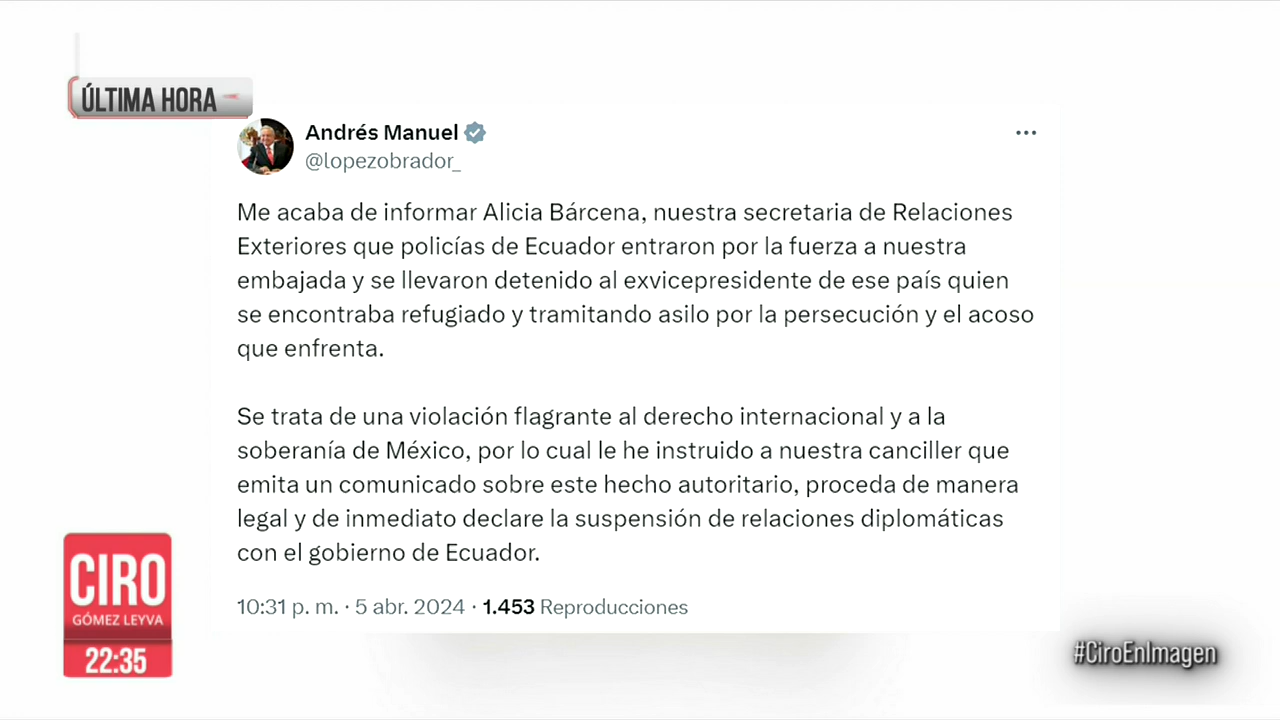 ÚLTIMA HORA
Andrés Manuel
@lopezobrador_
Me acaba de informar Alicia Bárcena, nuestra secretaria de Relaciones
Exteriores que policías de Ecuador entraron por la fuerza a nuestra
embajada y se llevaron detenido al exvicepresidente de ese país quien
se encontraba refugiado y tramitando asilo por la persecución y el acoso
que enfrenta.
Se trata de una violación flagrante al derecho internacional y a la
soberanía de México, por lo cual le he instruido a nuestra canciller que
emita un comunicado sobre este hecho autoritario, proceda de manera
legal y de inmediato declare la suspensión de relaciones diplomáticas
con el gobierno de Ecuador.
10:31 p. m. · 5 abr. 2024 · 1.453 Reproducciones
CIRO
GÓMEZ LEYVA
22:35
#CiroEnImagen